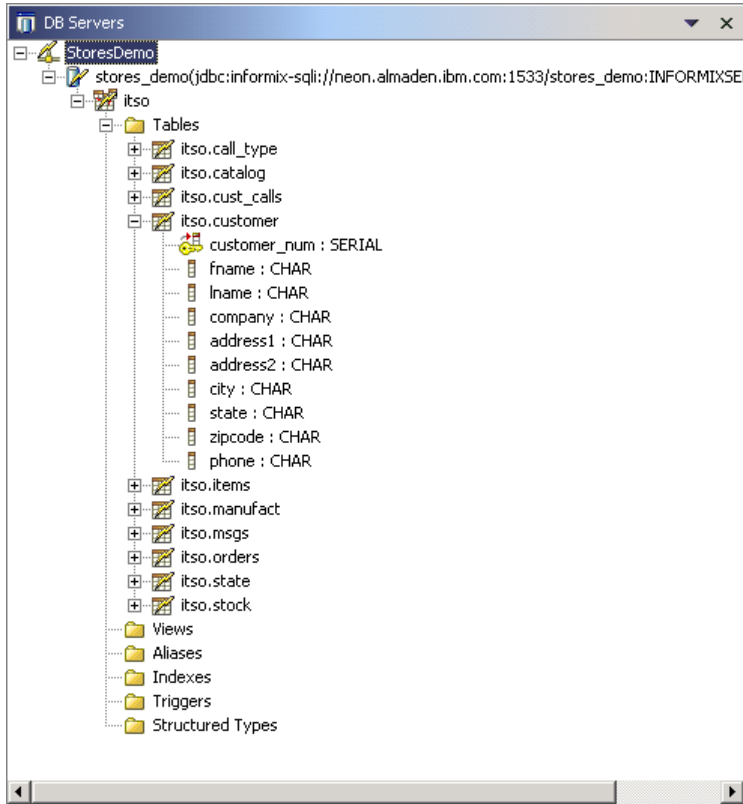 DB Servers
StoresDemo
stores_demo(jdbc:informix-sqli://neon.almaden.ibm.com:1533/stores_demo:INFORMIXSE
itso
Tables
itso.call_type
itso.catalog
itso.cust_calls
itso.customer
customer_num : SERIAL
fname : CHAR
lname : CHAR
company : CHAR
address1 : CHAR
address2 : CHAR
city : CHAR
state : CHAR
zipcode : CHAR
phone : CHAR
itso.items
itso.manufact
itso.msgs
itso.orders
itso.state
itso.stock
Views
Aliases
Indexes
Triggers
Structured Types